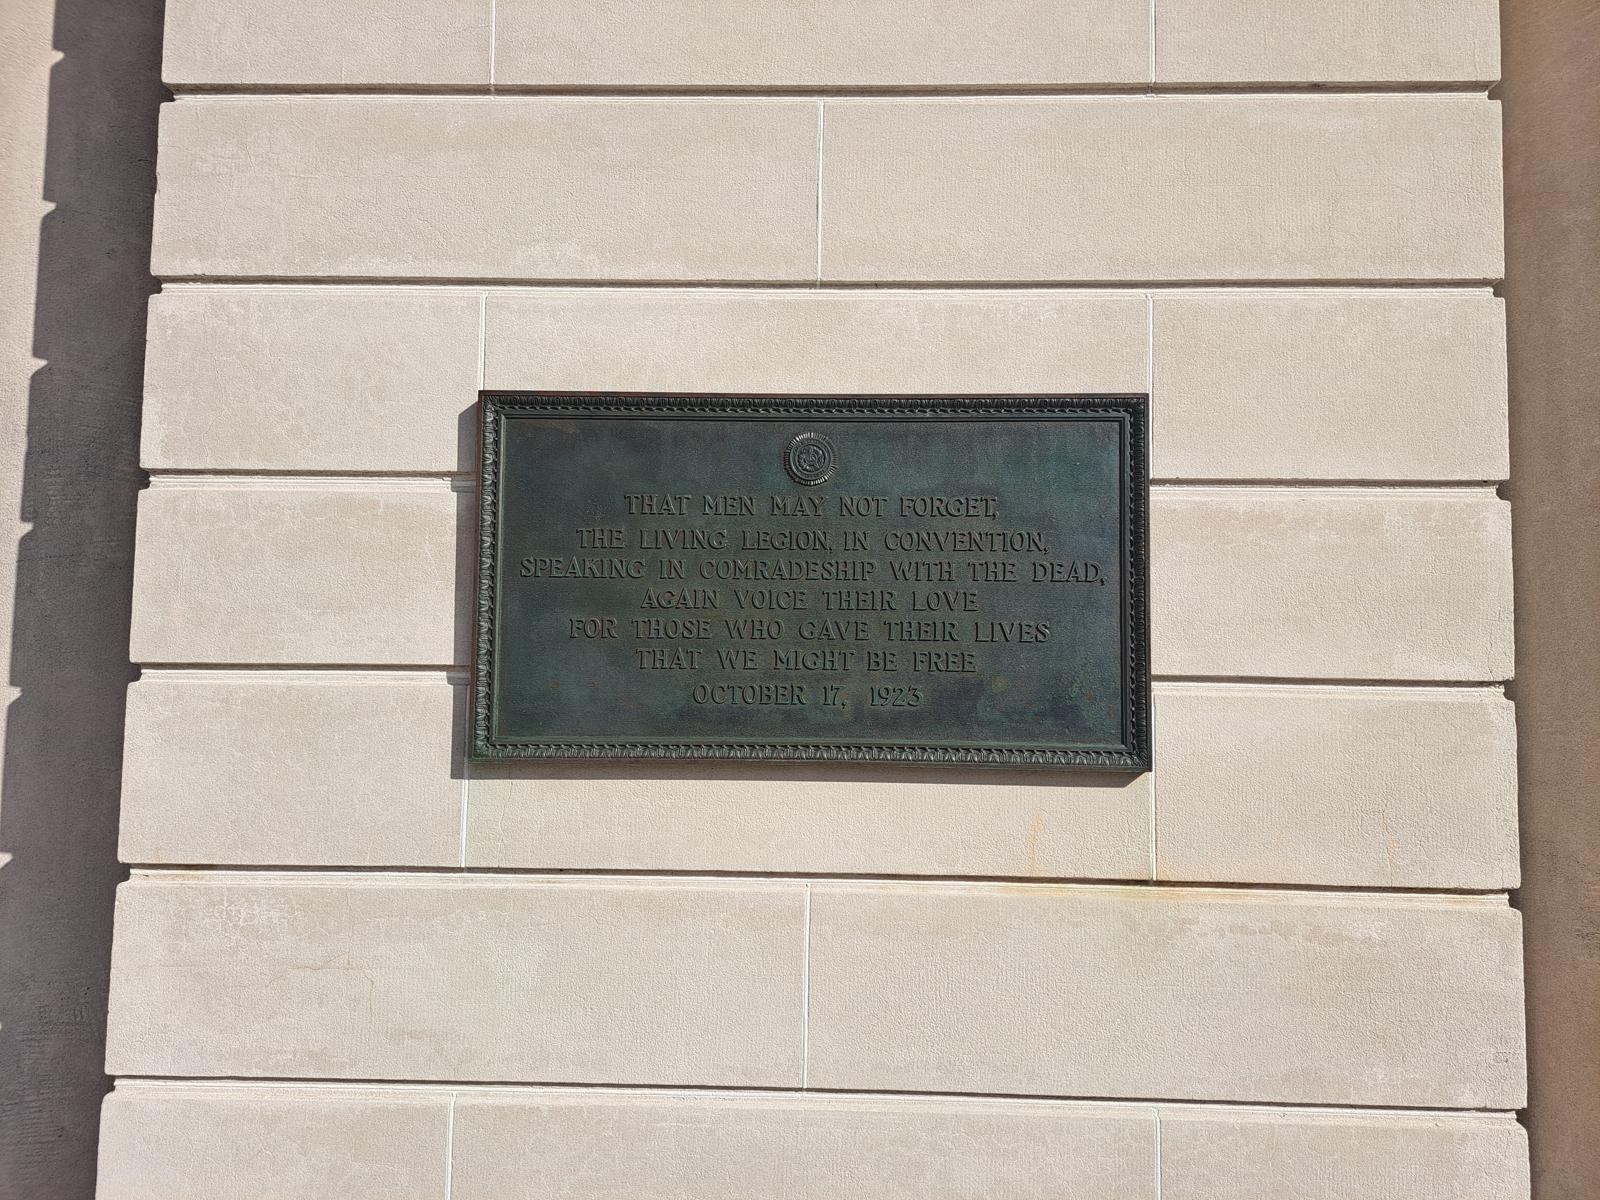 THAT MEN MAY NOT FORGET,
THE LIVING LEGION, IN CONVENTION,
SPEAKING IN COMRADESHIP WITH THE DEAD,
AGAIN VOICE THEIR LOVE
FOR THOSE WHO GAVE THEIR LIVES
THAT WE MIGHT BE FREE
OCTOBER 17, 1923